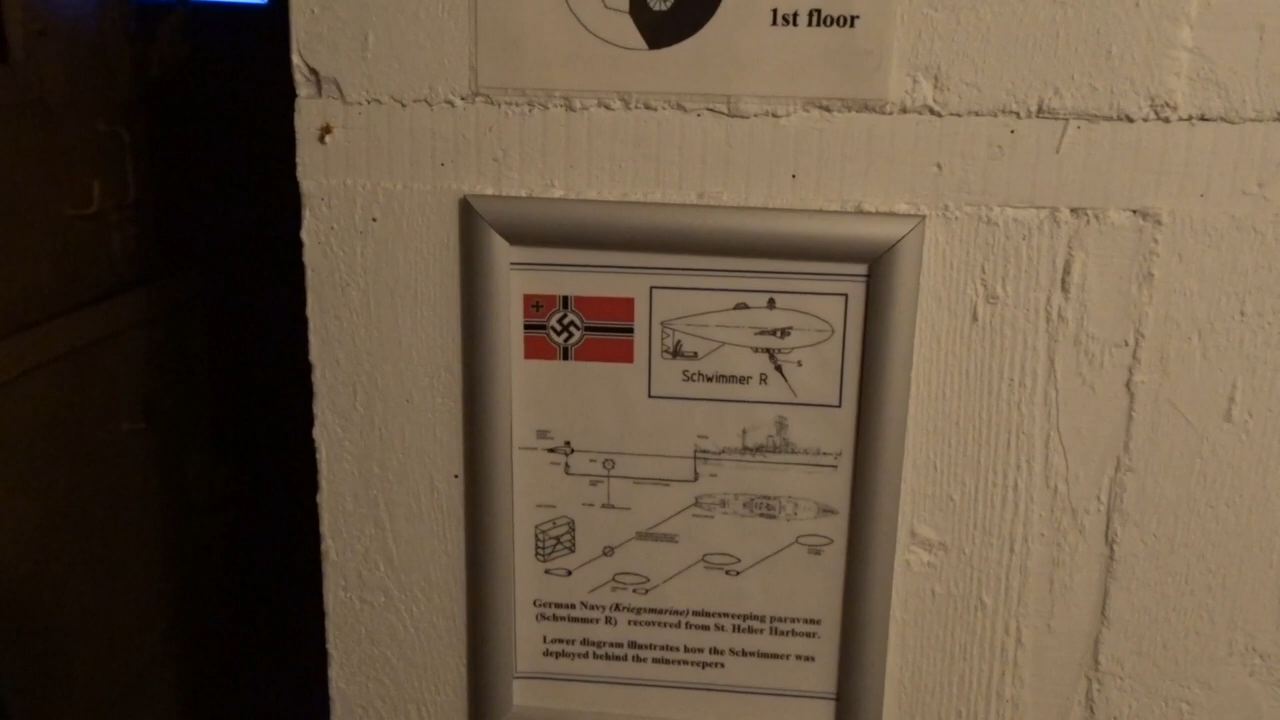 1st floor
Schwimmer R
S
German Navy (Kriegsmarine) minesweeping paravane
(Schwimmer R) recovered from St. Helier Harbour.
Lower diagram illustrates how the Schwimmer was
deployed behind the minesweepers